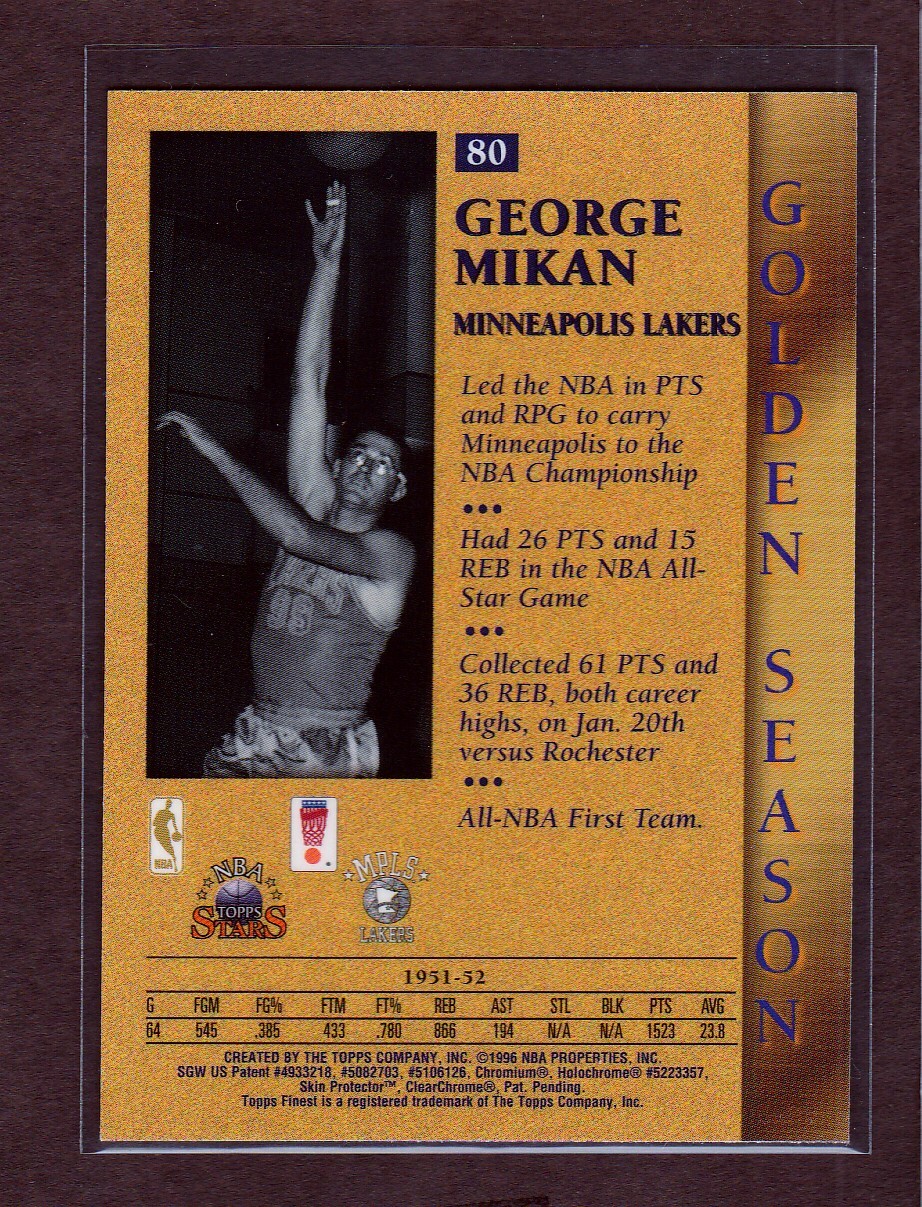 80
GEORGE
MIKAN
MINNEAPOLIS LAKERS
Led the NBA in PTS
and RPG to carry
Minneapolis to the
NBA Championship
•••
Had 26 PTS and 15
REB in the NBA All-
Star Game
•••
Collected 61 PTS and
36 REB, both career
highs, on Jan. 20th
versus Rochester
•••
All-NBA First Team.
GOLDEN SEASON
LAKERS
99
NBA
NBA
TOPPS
STARS
MPLS
LAKERS
1951-52
G FGM FG% FTM FT% REB AST STL BLK PTS AVG
64 545 .385 433 .780 866 194 N/A N/A 1523 23.8
CREATED BY THE TOPPS COMPANY, INC. ©1996 NBA PROPERTIES, INC.
SGW US Patent #4933218, #5082703, #5106126, Chromium®, Holochrome® #5223357,
Skin Protector™, ClearChrome®, Pat. Pending.
Topps Finest is a registered trademark of The Topps Company, Inc.